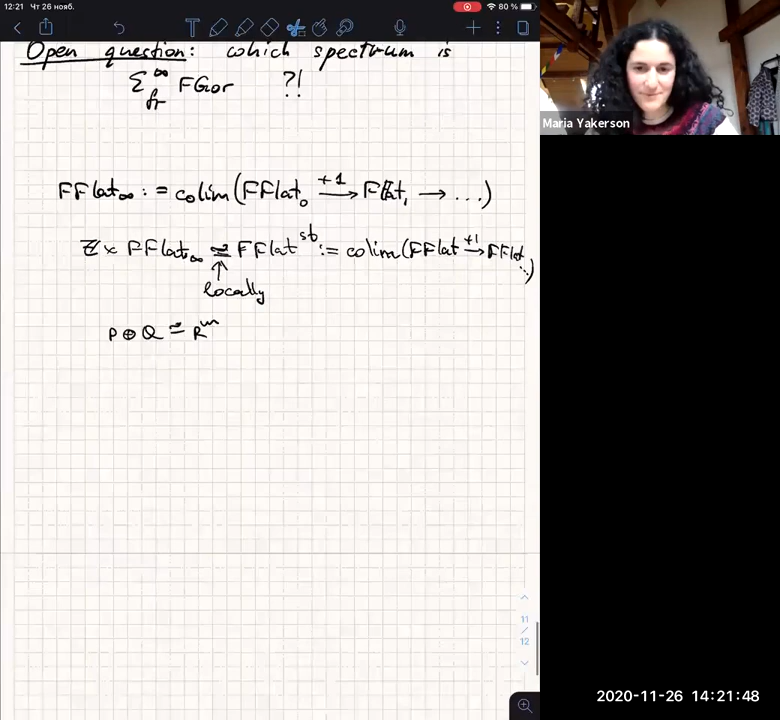 12:21 Чт 26 нояб.
80 %
Open question: which spectrum is
Σ^∞_fr FGor ?!
Maria Yakerson
FFlat_∞ := colim(FFlat_0 →^{+1} FFlat_1 → ...)
Z × FFlat_∞ ≃ FFlat^st := colim(FFlat →^{+1} FFlat ...)
↑
locally
P ⊕ Q ≃ R^m
11
/
12
2020-11-26 14:21:48